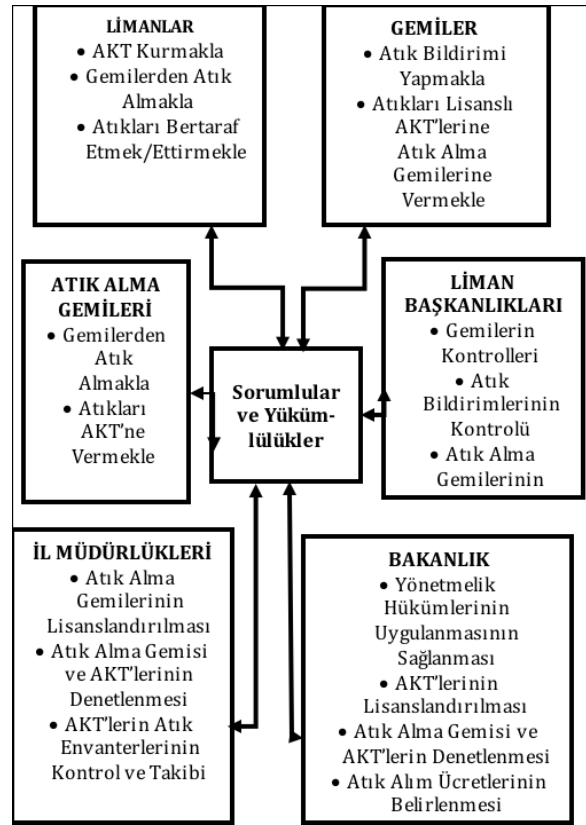 LİMANLAR
• AKT Kurmakla
• Gemilerden Atık
Almakla
• Atıkları Bertaraf
Etmek/Ettirmekle
GEMİLER
• Atık Bildirimi
Yapmakla
• Atıkları Lisanslı
AKT'lerine
Atık Alma
Gemilerine
Vermekle
ATIK ALMA
GEMİLERİ
• Gemilerden
Atık
Almakla
• Atıkları
AKT'ne
Vermekle
Sorumlular
ve Yüküm-
lülükler
LİMAN
BAŞKANLIKLARI
• Gemilerin
Kontrolleri
• Atık
Bildirimlerinin
Kontrolü
• Atık Alma
Gemilerinin
İL MÜDÜRLÜKLERİ
• Atık Alma
Gemilerinin
Lisanslandırılması
• Atık Alma Gemisi
ve AKT'lerinin
Denetlenmesi
• AKT'lerin Atık
Envanterlerinin
Kontrol ve Takibi
BAKANLIK
• Yönetmelik
Hükümlerinin
Uygulanmasının
Sağlanması
• AKT'lerinin
Lisanslandırılması
• Atık Alma Gemisi ve
AKT'lerin Denetlenmesi
• Atık Alım Ücretlerinin
Belirlenmesi